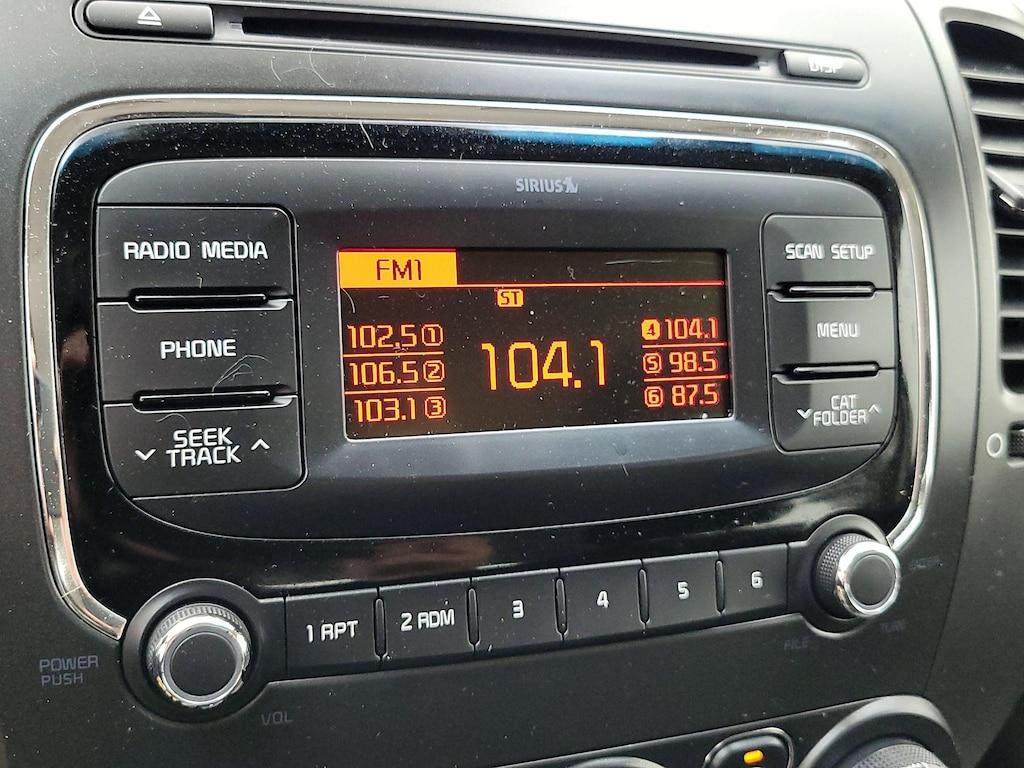 DISP
SIRIUS
RADIO MEDIA
SCAN SETUP
FM1
ST
PHONE
MENU
102.5 1
106.5 2
103.1 3
104.1
4 104.1
5 98.5
6 87.5
SEEK
TRACK
CAT
FOLDER
1 RPT
2 RDM
3
4
5
6
POWER
PUSH
VOL
FILE
TUNE